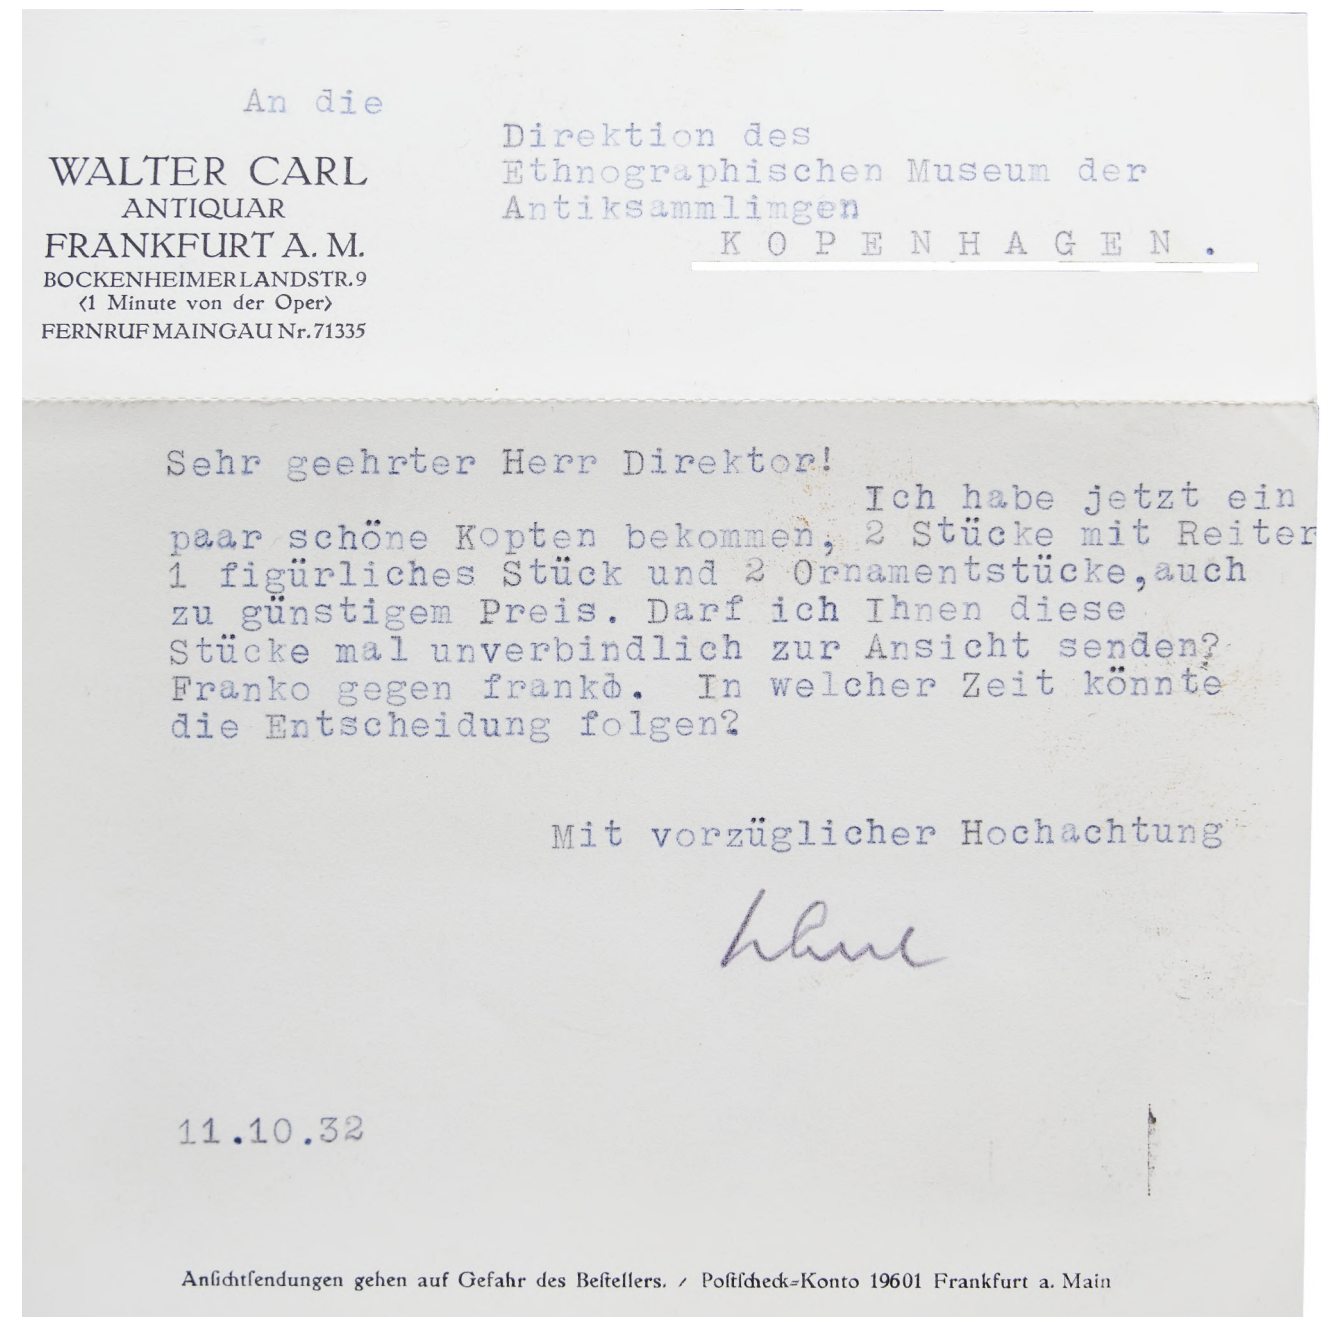 An die
WALTER CARL
ANTIQUAR
FRANKFURT A. M.
BOCKENHEIMERLANDSTR.9
<1 Minute von der Oper>
FERNRUF MAINGAU Nr. 71335
Direktion des
Ethnographischen Museum der
Antiksammlimgen
K O P E N H A G E N .
Sehr geehrter Herr Direktor!
Ich habe jetzt ein
paar schöne Kopten bekommen, 2 Stücke mit Reiter
1 figürliches Stück und 2 Ornamentstücke,auch
zu günstigem Preis. Darf ich Ihnen diese
Stücke mal unverbindlich zur Ansicht senden?
Franko gegen franko. In welcher Zeit könnte
die Entscheidung folgen?
Mit vorzüglicher Hochachtung
11.10.32
Anſichtſendungen gehen auf Gefahr des Beſtellers. / Poſtſcheck=Konto 19601 Frankfurt a. Main